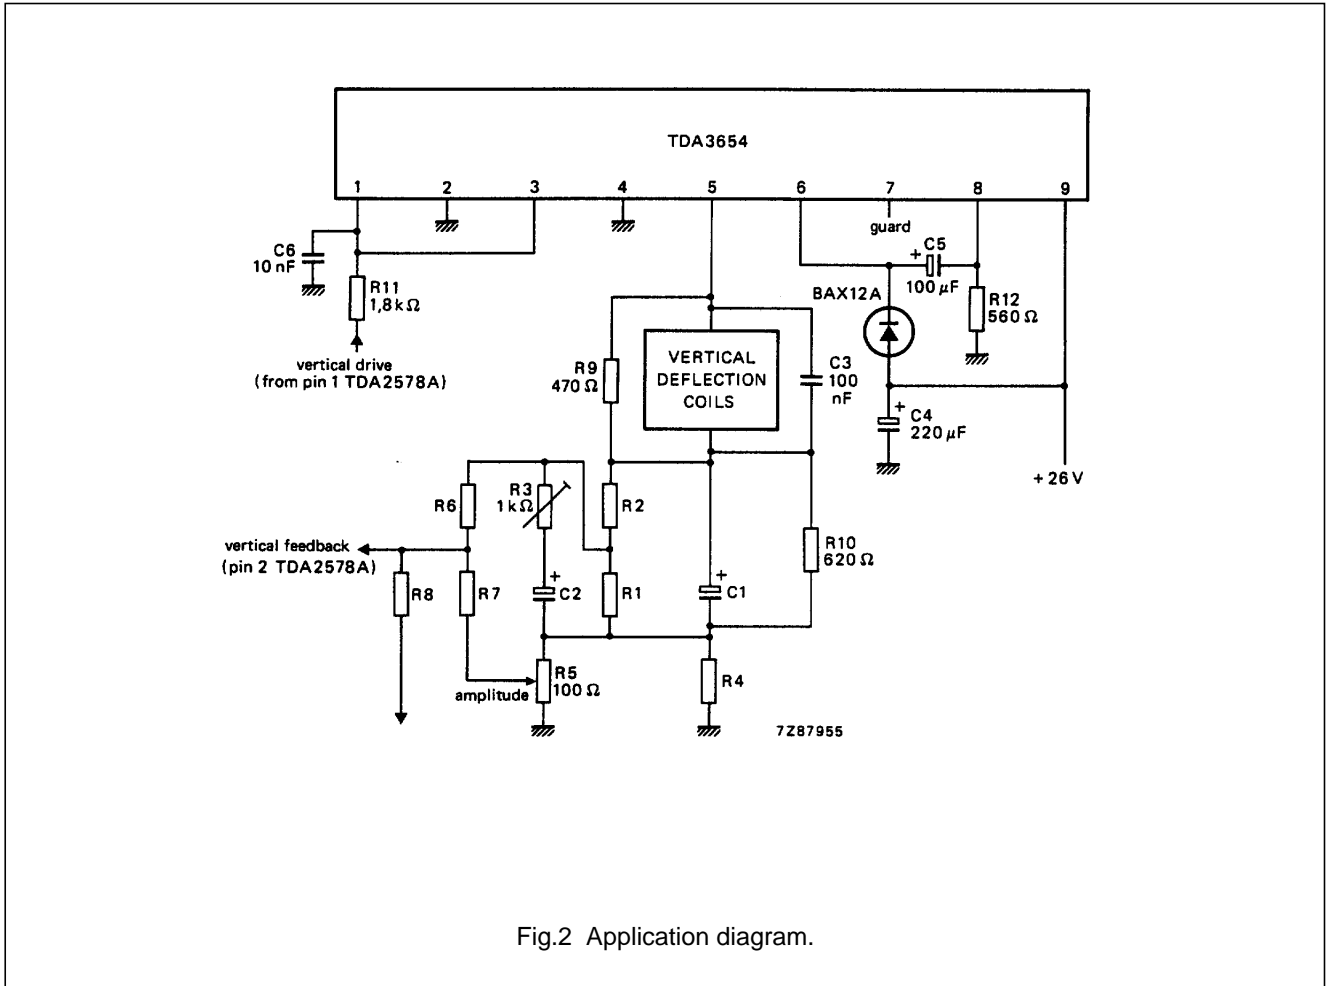 TDA3654
1 2 3 4 5 6 7 8 9
guard
C6
10 nF
R11
1,8 kΩ
vertical drive
(from pin 1 TDA2578A)
+ C5
100 μF
BAX12A
R12
560 Ω
R9
470 Ω
VERTICAL
DEFLECTION
COILS
C3
100
nF
+
C4
220 μF
+ 26 V
R6
R3
1 kΩ
R2
vertical feedback
(pin 2 TDA2578A)
R10
620 Ω
R8
R7
+
C2
R1
+
C1
amplitude
R5
100 Ω
R4
7Z87955
Fig.2 Application diagram.